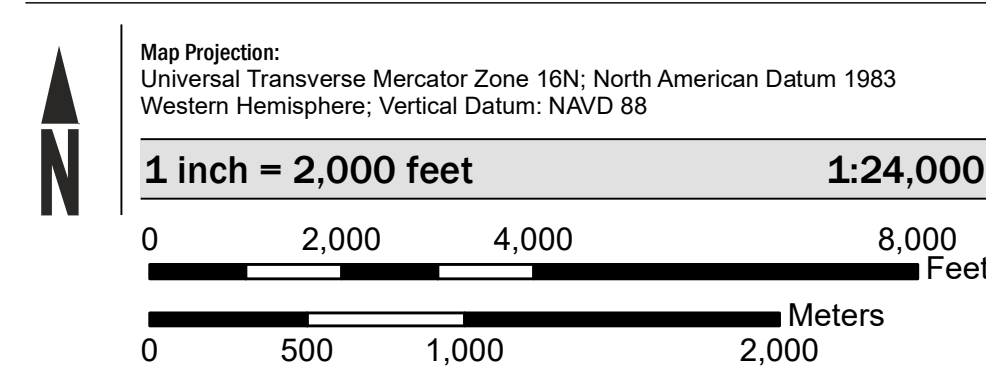 N
Map Projection:
Universal Transverse Mercator Zone 16N; North American Datum 1983
Western Hemisphere; Vertical Datum: NAVD 88
1 inch = 2,000 feet 1:24,000
0 2,000 4,000 8,000
Feet
Meters
0 500 1,000 2,000